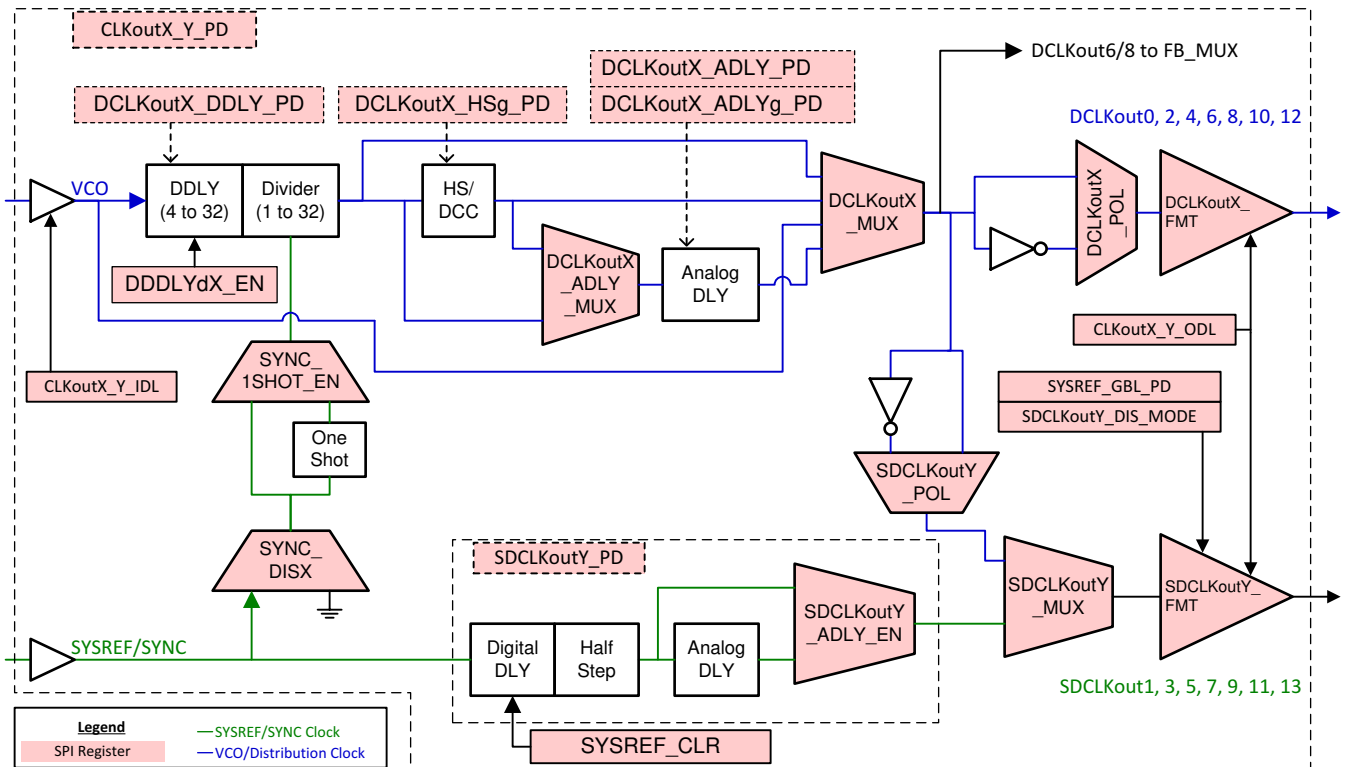 CLKoutX_Y_PD
DCLKoutX_DDLY_PD
DCLKoutX_HSg_PD
DCLKoutX_ADLY_PD
DCLKoutX_ADLYg_PD
DCLKout6/8 to FB_MUX
DCLKout0, 2, 4, 6, 8, 10, 12
VCO
DDLY
(4 to 32)
Divider
(1 to 32)
HS/
DCC
DCLKoutX
_MUX
DCLKoutX
_POL
DCLKoutX_
FMT
DDDLYdX_EN
DCLKoutX
_ADLY
_MUX
Analog
DLY
CLKoutX_Y_IDL
SYNC_
1SHOT_EN
CLKoutX_Y_ODL
SYSREF_GBL_PD
SDCLKoutY_DIS_MODE
One
Shot
SDCLKoutY
_POL
SYNC_
DISX
SDCLKoutY_PD
SDCLKoutY
_ADLY_EN
SDCLKoutY
_MUX
SDCLKoutY_
FMT
SYSREF/SYNC
Digital
DLY
Half
Step
Analog
DLY
SDCLKout1, 3, 5, 7, 9, 11, 13
SYSREF_CLR
Legend
SPI Register
SYSREF/SYNC Clock
VCO/Distribution Clock